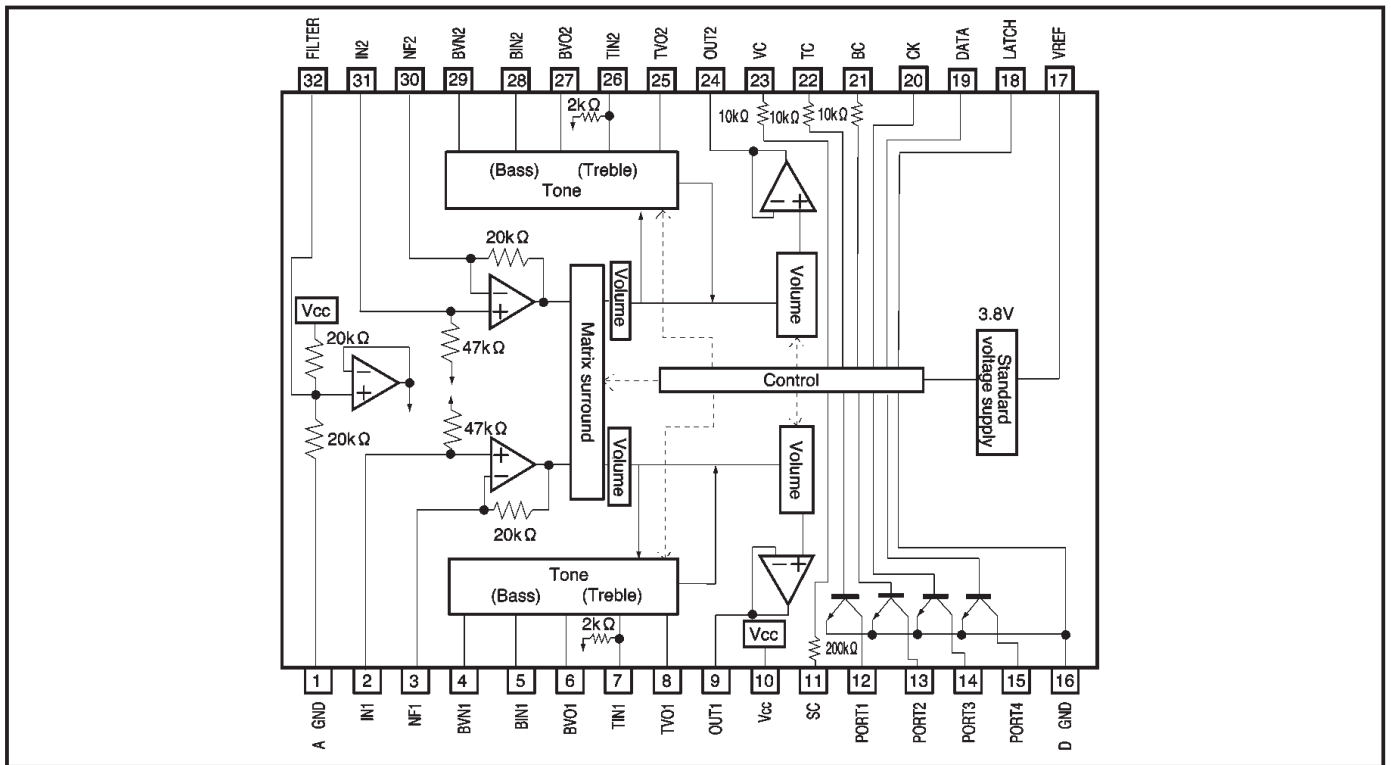 FILTER IN2 NF2 BVN2 BIN2 BVO2 TIN2 TVO2 OUT2 VC TC BC CK DATA LATCH VREF
32 31 30 29 28 27 26 25 24 23 22 21 20 19 18 17
2kΩ 10kΩ 10kΩ 10kΩ
(Bass) (Treble)
Tone
20kΩ
Volume
Volume
Vcc
20kΩ
47kΩ
Matrix surround
3.8V
Standard voltage supply
Control
20kΩ
47kΩ
Volume
Volume
20kΩ
Tone
(Bass) (Treble)
2kΩ
Vcc
200kΩ
1 2 3 4 5 6 7 8 9 10 11 12 13 14 15 16
A GND IN1 NF1 BVN1 BIN1 BVO1 TIN1 TVO1 OUT1 Vcc SC PORT1 PORT2 PORT3 PORT4 D GND